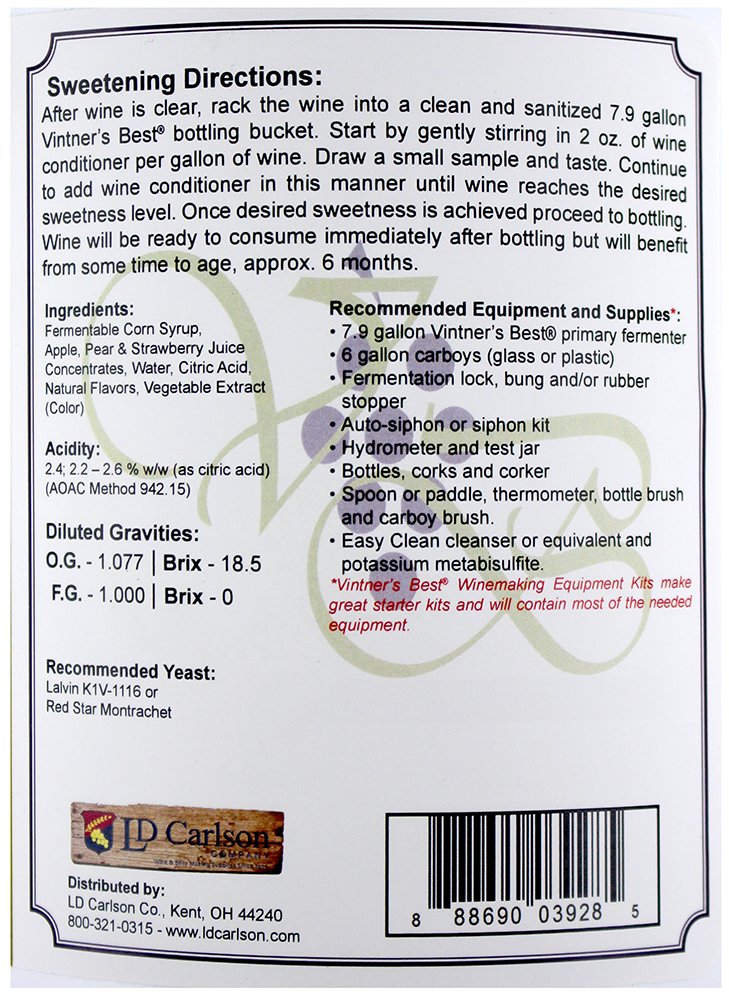 Sweetening Directions:
After wine is clear, rack the wine into a clean and sanitized 7.9 gallon
Vintner's Best® bottling bucket. Start by gently stirring in 2 oz. of wine
conditioner per gallon of wine. Draw a small sample and taste. Continue
to add wine conditioner in this manner until wine reaches the desired
sweetness level. Once desired sweetness is achieved proceed to bottling.
Wine will be ready to consume immediately after bottling but will benefit
from some time to age, approx. 6 months.
Ingredients:
Fermentable Corn Syrup,
Apple, Pear & Strawberry Juice
Concentrates, Water, Citric Acid,
Natural Flavors, Vegetable Extract
(Color)
Acidity:
2.4; 2.2 – 2.6 % w/w (as citric acid)
(AOAC Method 942.15)
Diluted Gravities:
O.G. - 1.077 | Brix - 18.5
F.G. - 1.000 | Brix - 0
Recommended Yeast:
Lalvin K1V-1116 or
Red Star Montrachet
Recommended Equipment and Supplies*:
• 7.9 gallon Vintner's Best® primary fermenter
• 6 gallon carboys (glass or plastic)
• Fermentation lock, bung and/or rubber
stopper
• Auto-siphon or siphon kit
• Hydrometer and test jar
• Bottles, corks and corker
• Spoon or paddle, thermometer, bottle brush
and carboy brush.
• Easy Clean cleanser or equivalent and
potassium metabisulfite.
*Vintner's Best® Winemaking Equipment Kits make
great starter kits and will contain most of the needed
equipment.
LD Carlson
COMPANY
Wine & Beer Making Supplies Since 1972
Distributed by:
LD Carlson Co., Kent, OH 44240
800-321-0315 - www.ldcarlson.com
8 88690 03928 5